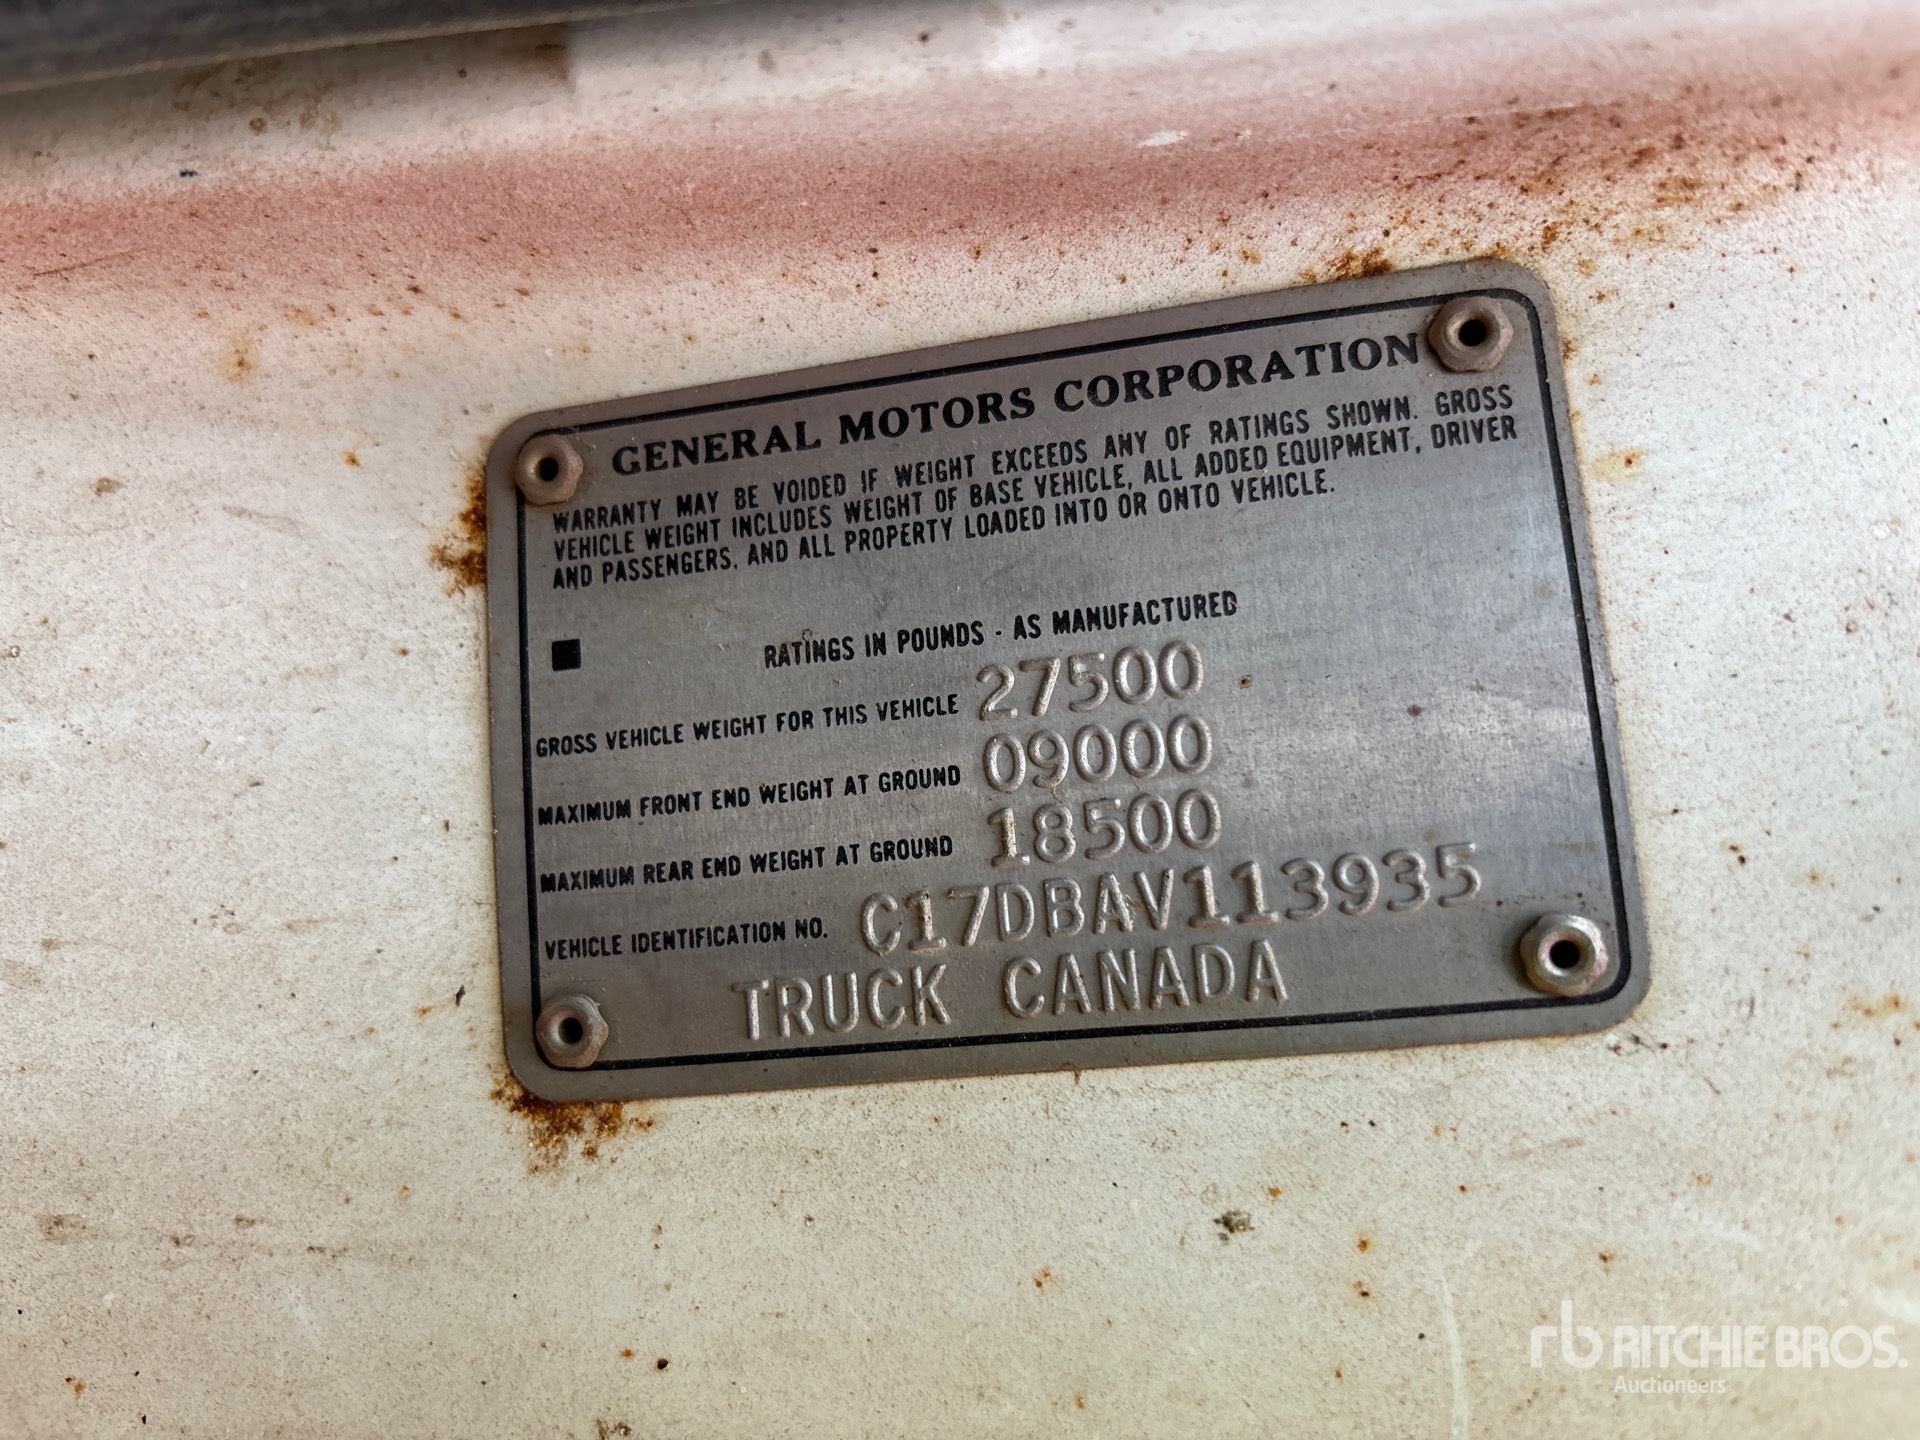 GENERAL MOTORS CORPORATION
WARRANTY MAY BE VOIDED IF WEIGHT EXCEEDS ANY OF RATINGS SHOWN. GROSS
VEHICLE WEIGHT INCLUDES WEIGHT OF BASE VEHICLE, ALL ADDED EQUIPMENT, DRIVER
AND PASSENGERS, AND ALL PROPERTY LOADED INTO OR ONTO VEHICLE.
RATINGS IN POUNDS - AS MANUFACTURED
GROSS VEHICLE WEIGHT FOR THIS VEHICLE 27500
MAXIMUM FRONT END WEIGHT AT GROUND 09000
MAXIMUM REAR END WEIGHT AT GROUND 18500
VEHICLE IDENTIFICATION NO. C17DBAV113935
TRUCK CANADA
rb RITCHIE BROS.
Auctioneers